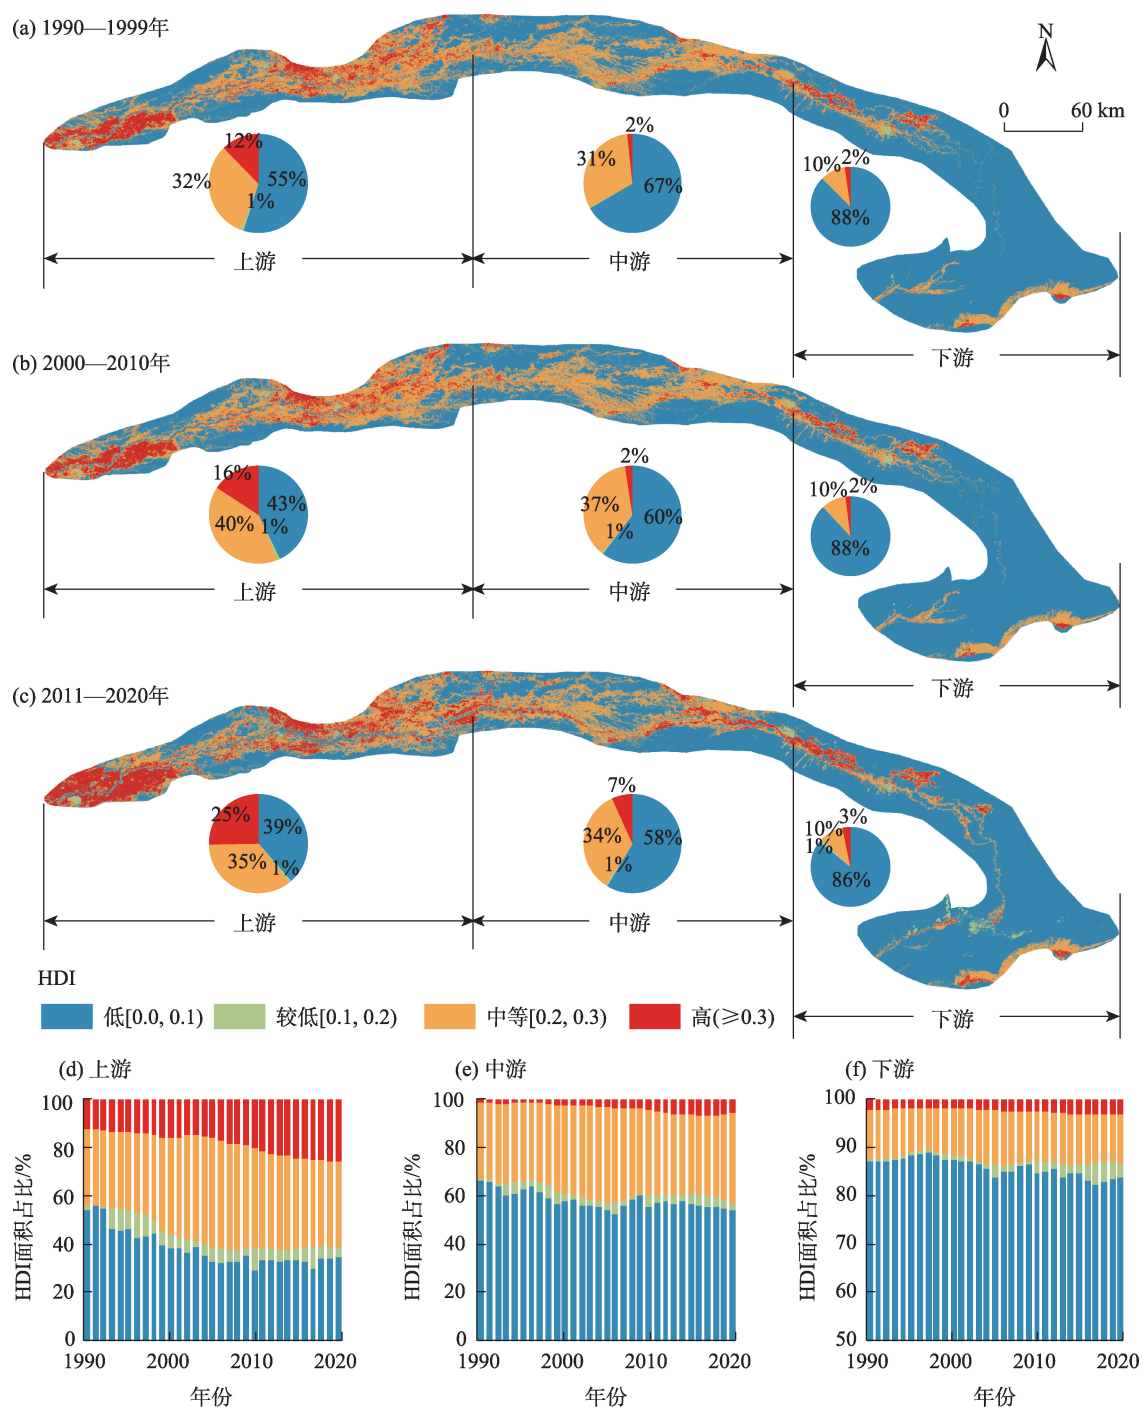 (a) 1990—1999年
N
0 60 km
12%
32%
55%
1%
2%
31%
67%
10%
2%
88%
上游
中游
下游
(b) 2000—2010年
16%
43%
40%
1%
2%
37%
60%
1%
10%
2%
88%
上游
中游
下游
(c) 2011—2020年
25%
39%
35%
1%
7%
34%
58%
1%
3%
10%
1%
86%
上游
中游
下游
HDI
低[0.0, 0.1)
较低[0.1, 0.2)
中等[0.2, 0.3)
高(≥0.3)
(d) 上游
HDI面积占比/%
100
80
60
40
20
0
1990 2000 2010 2020
年份
(e) 中游
HDI面积占比/%
100
80
60
40
20
0
1990 2000 2010 2020
年份
(f) 下游
HDI面积占比/%
100
90
80
70
60
50
1990 2000 2010 2020
年份